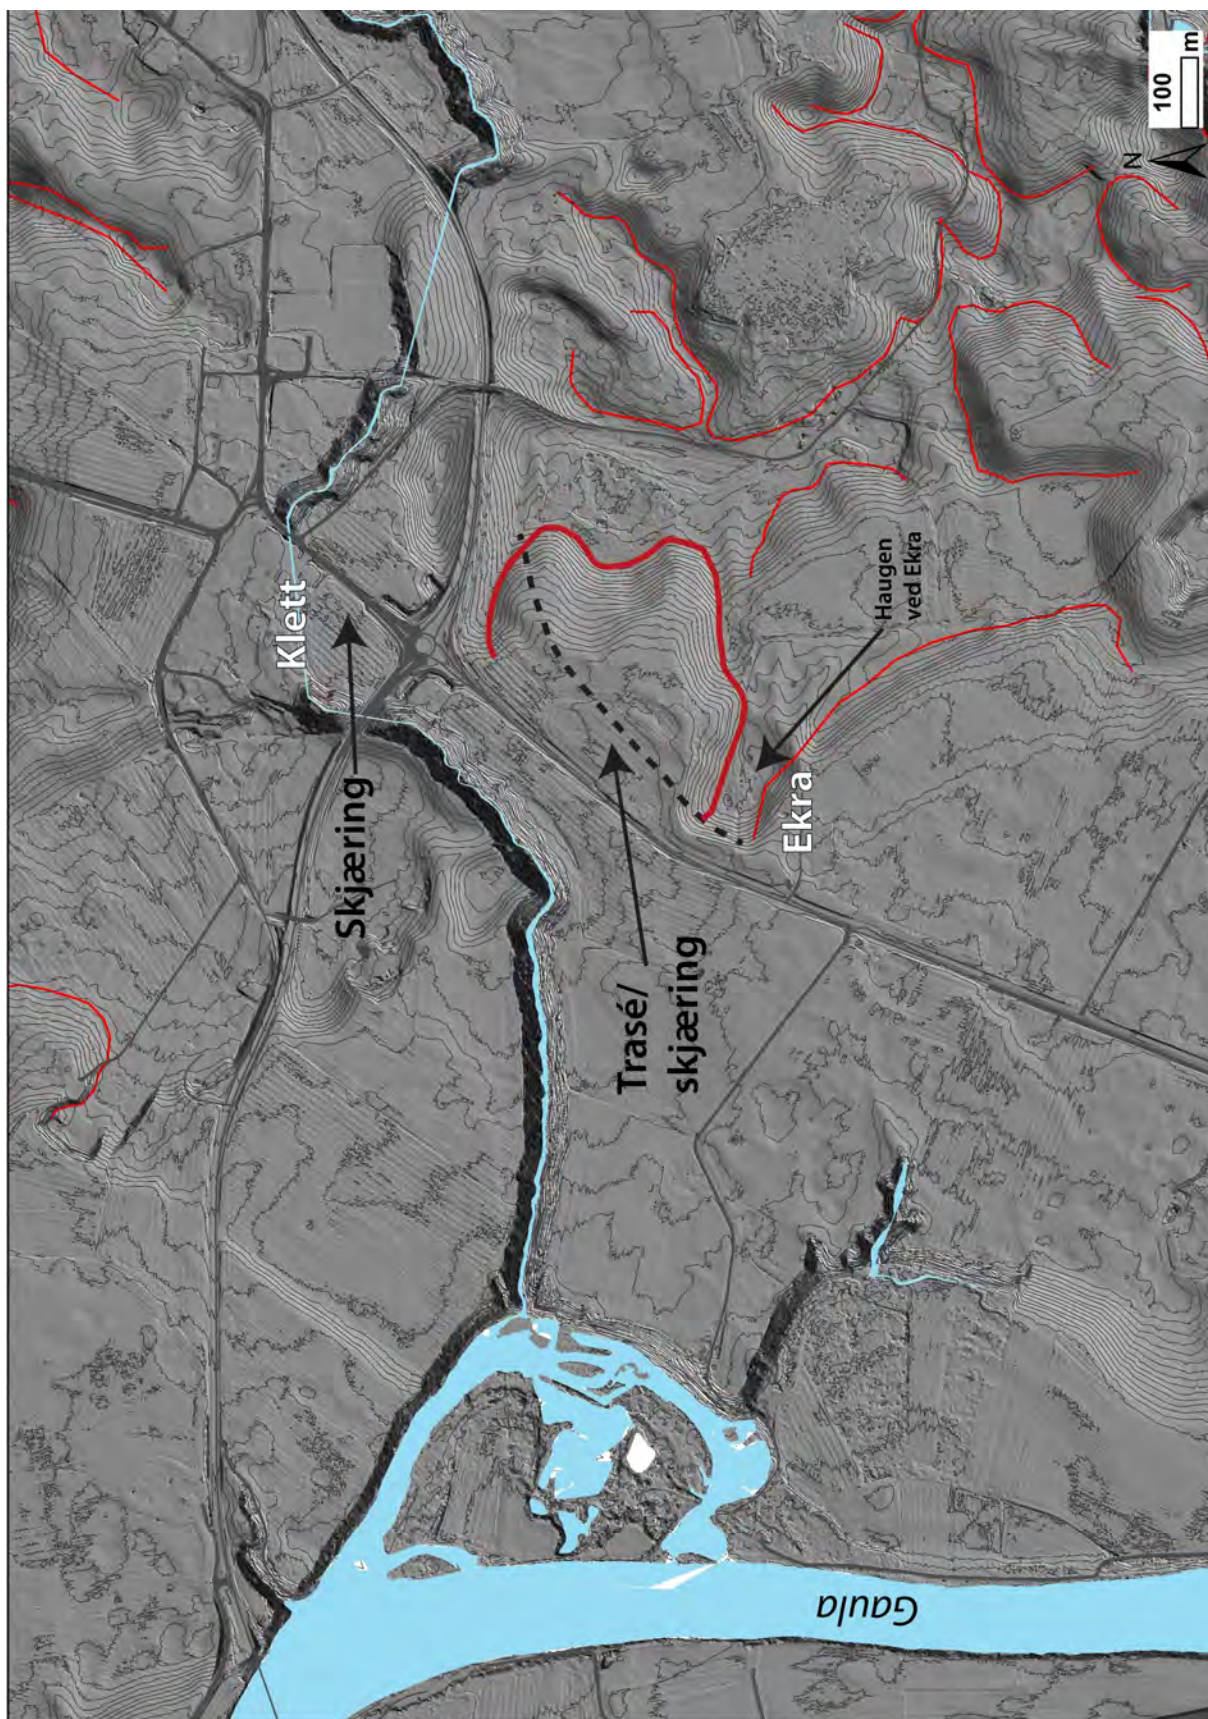 Klett
Skjæring
Trasé/
skjæring
Haugen
ved Ekra
Ekra
Gaula
N
100
m